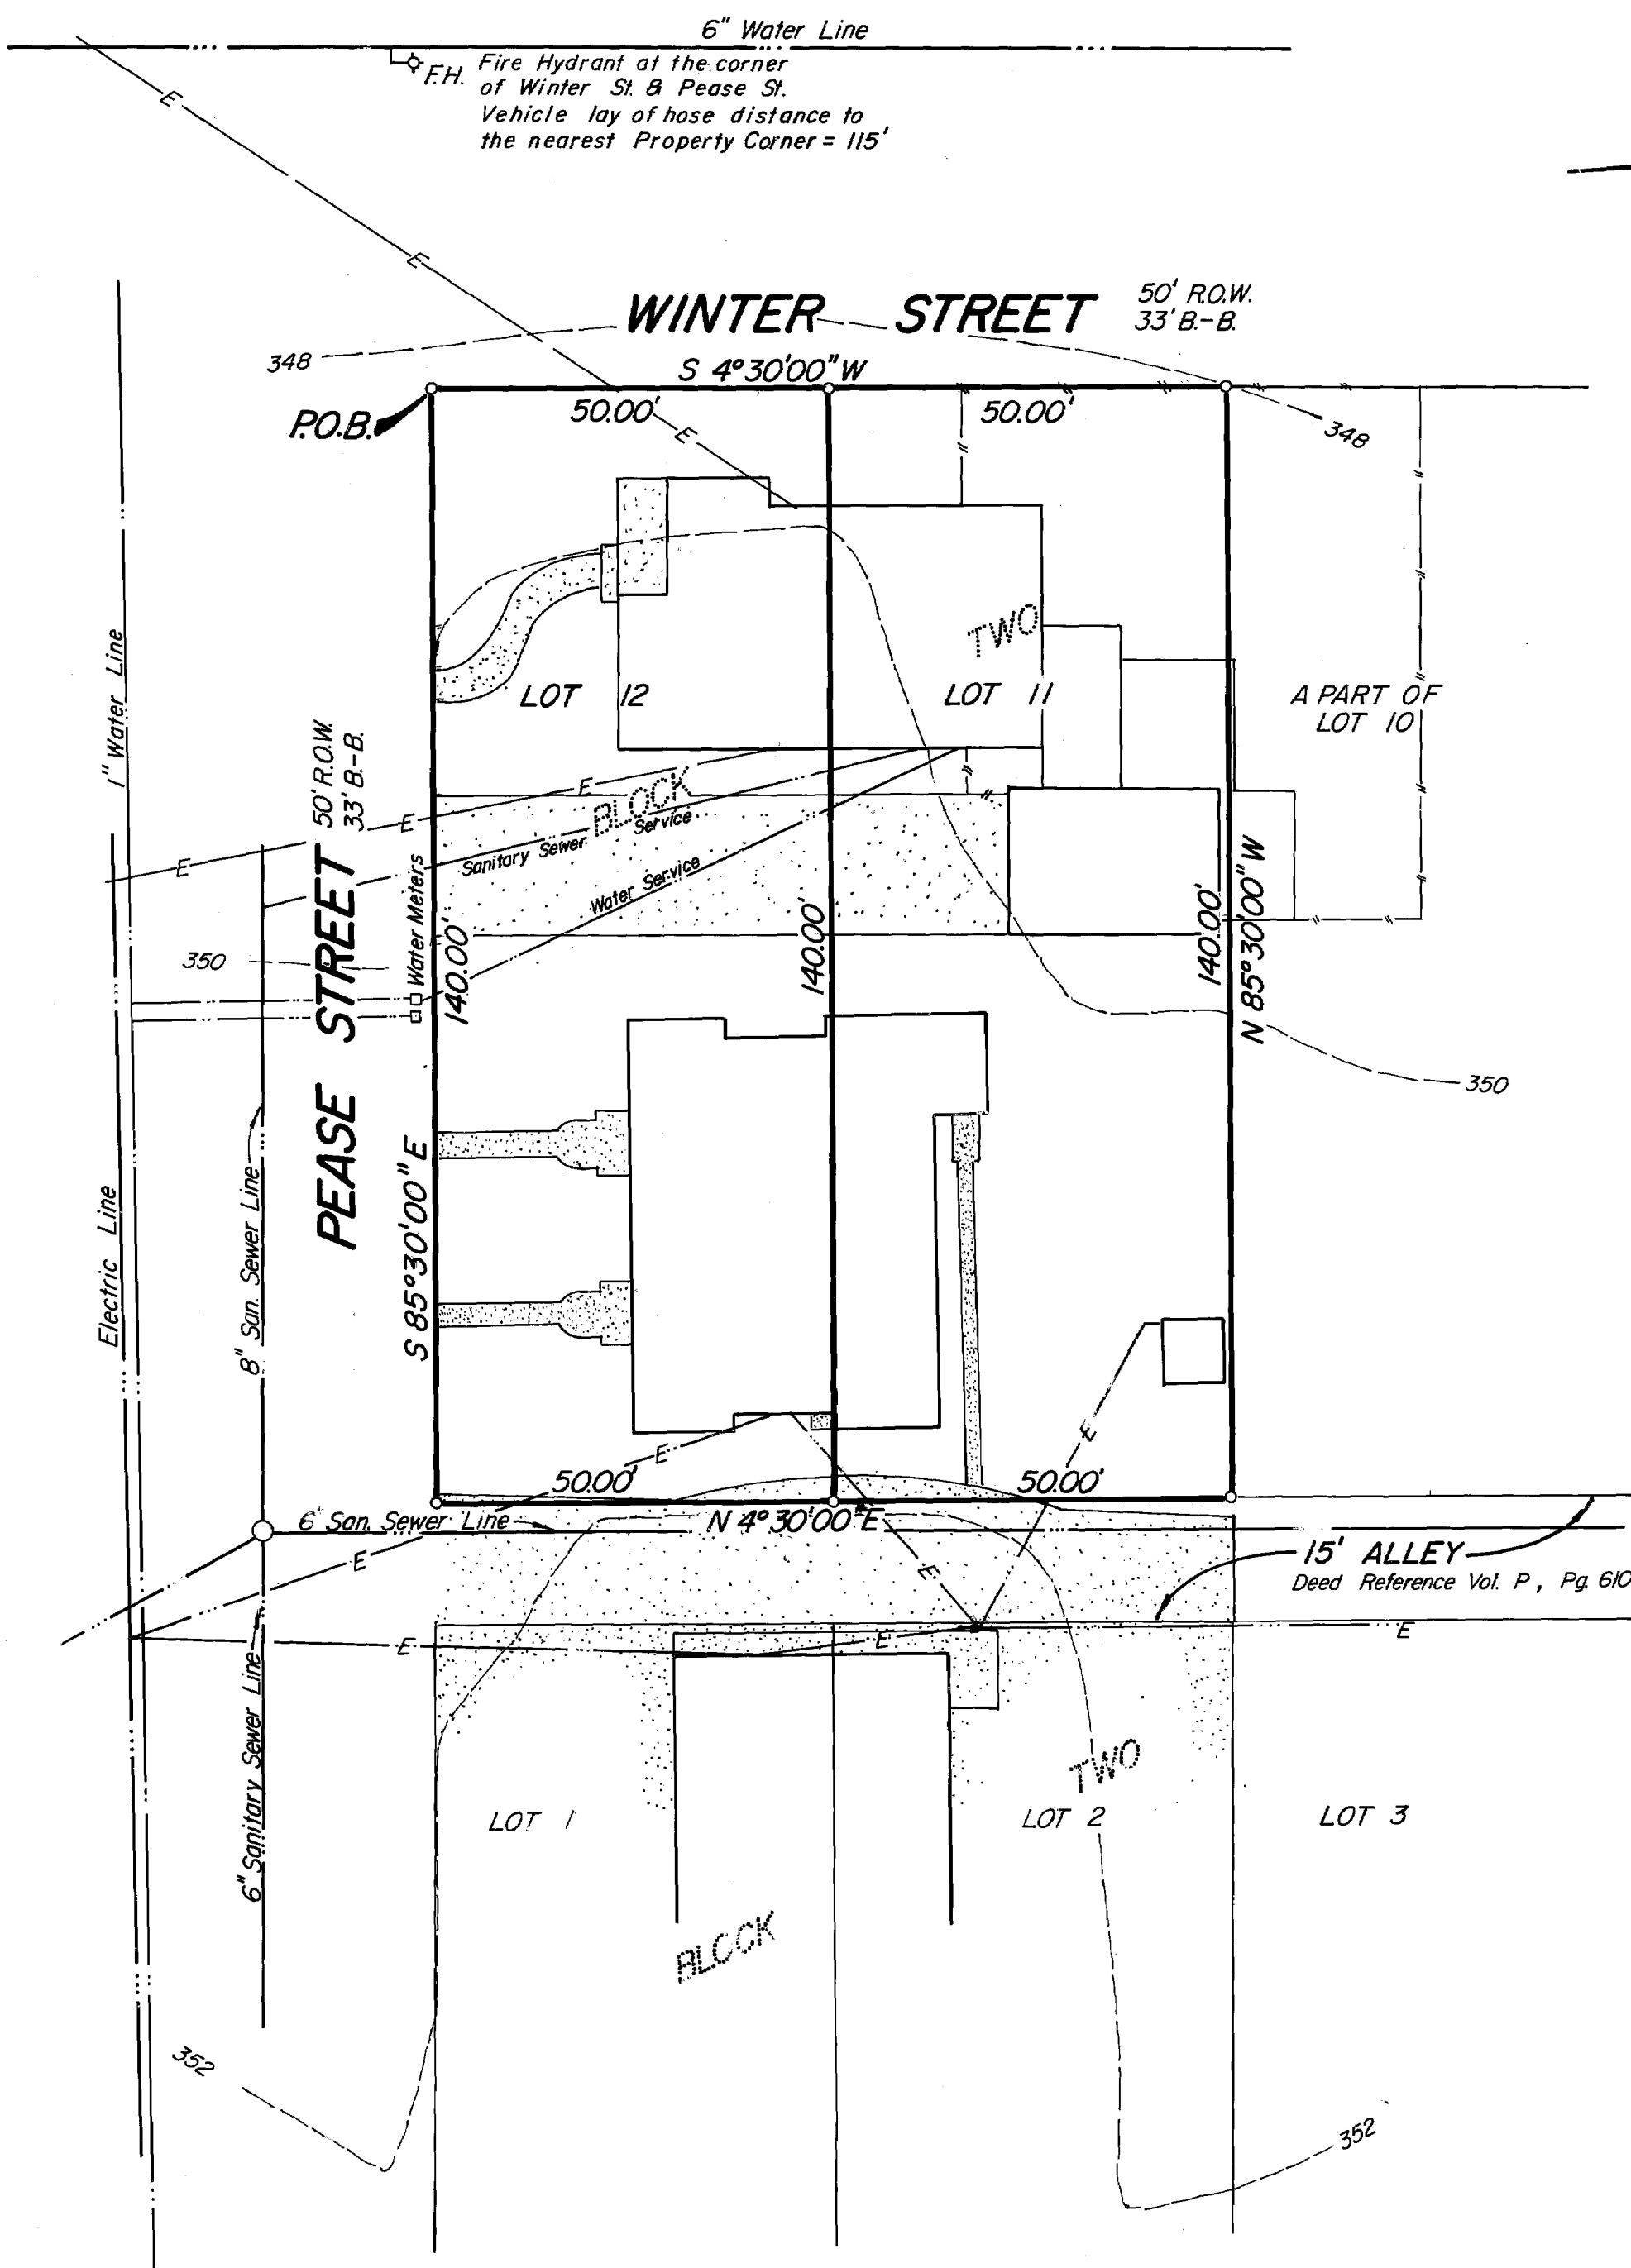 6" Water Line
F.H.
Fire Hydrant at the corner
of Winter St. & Pease St.
Vehicle lay of hose distance to
the nearest Property Corner = 115'
E
E
WINTER STREET
50' R.O.W.
33' B.-B.
348
S 4°30'00" W
P.O.B.
50.00'
50.00'
E
348
TWO
LOT 12
LOT 11
A PART OF
LOT 10
1" Water Line
50' R.O.W.
33' B.-B.
E
E
E
BLOCK
Sanitary Sewer Service
Water Service
Water Meters
PEASE STREET
350
140.00'
140.00'
140.00'
N 85°30'00" W
350
Electric Line
8" San. Sewer Line
S 85°30'00" E
E
E
50.00'
50.00'
6" San. Sewer Line
N 4°30'00" E
E
E
15' ALLEY
Deed Reference Vol. P, Pg. 610
E
E
E
6" Sanitary Sewer Line
TWO
LOT 1
LOT 2
LOT 3
BLOCK
352
352